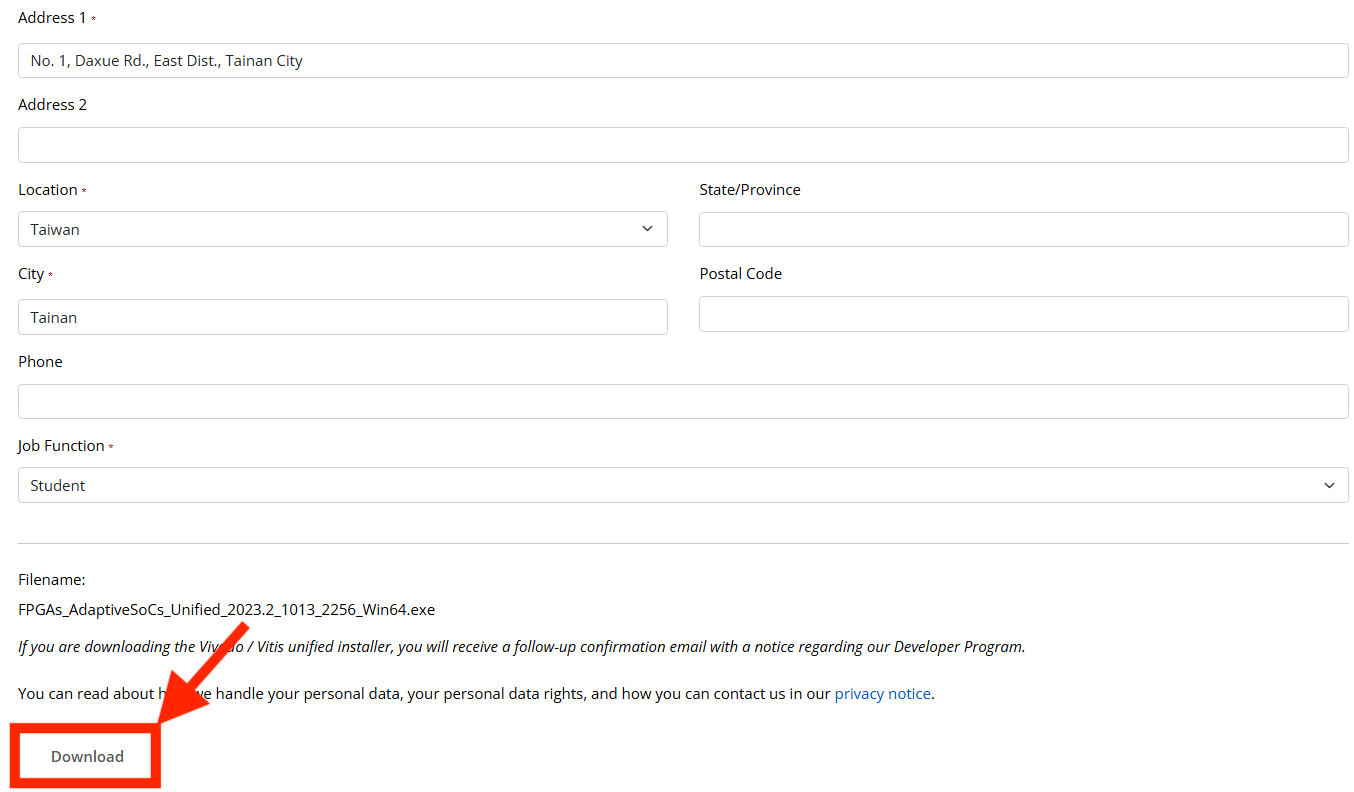 Address 1 *
No. 1, Daxue Rd., East Dist., Tainan City
Address 2
Location *
State/Province
Taiwan
City *
Postal Code
Tainan
Phone
Job Function *
Student
Filename:
FPGAs_AdaptiveSoCs_Unified_2023.2_1013_2256_Win64.exe
If you are downloading the / Vitis unified installer, you will receive a follow-up confirmation email with a notice regarding our Developer Program.
You can read about we handle your personal data, your personal data rights, and how you can contact us in our privacy notice.
Download